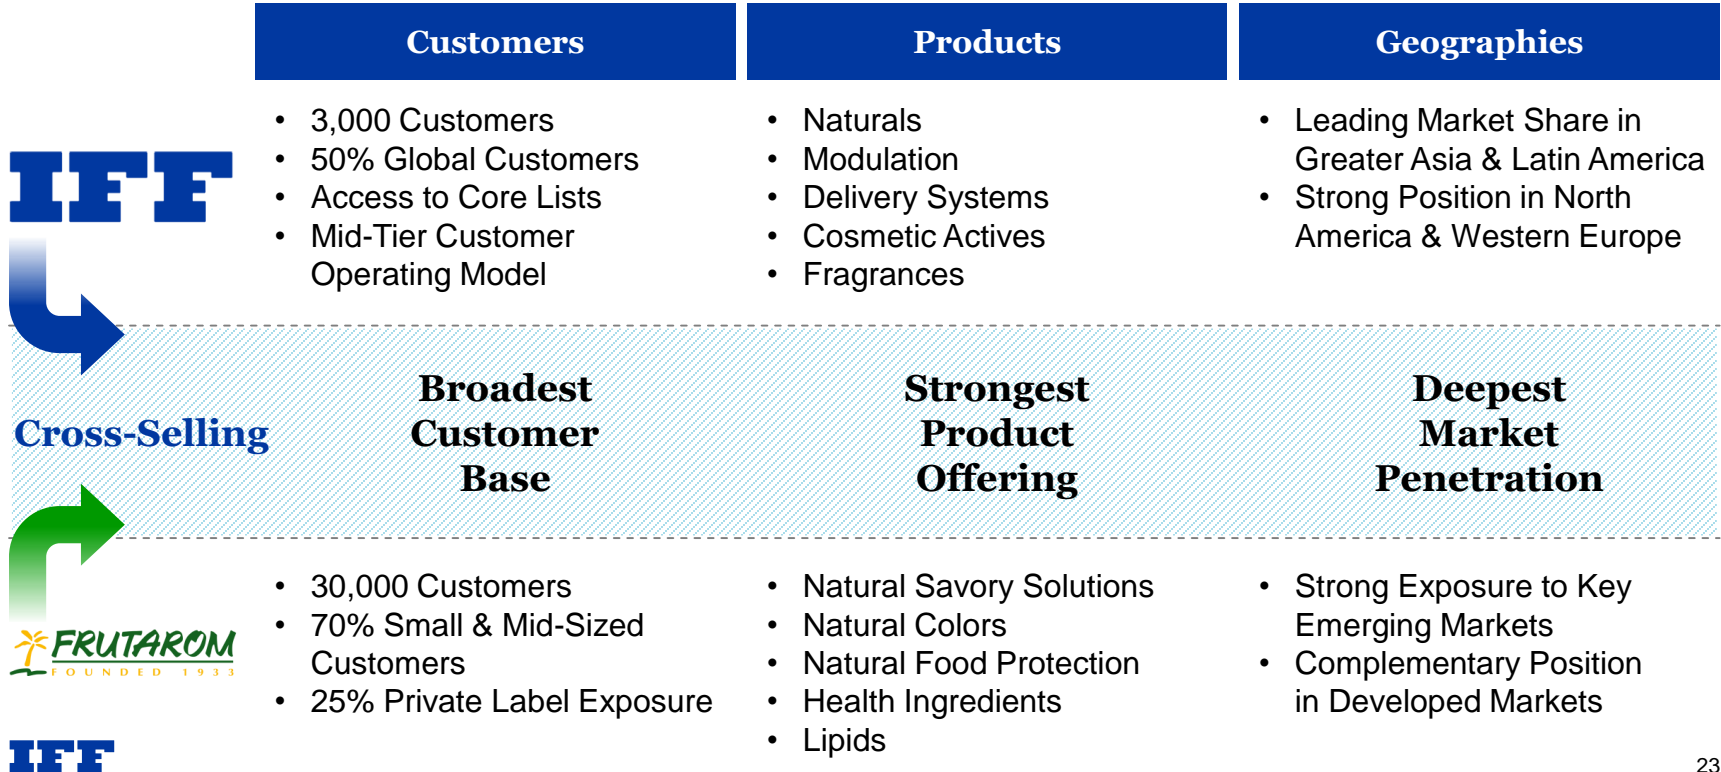 Customers
Products
Geographies
IFF
• 3,000 Customers
• 50% Global Customers
• Access to Core Lists
• Mid-Tier Customer
Operating Model
• Naturals
• Modulation
• Delivery Systems
• Cosmetic Actives
• Fragrances
• Leading Market Share in
Greater Asia & Latin America
• Strong Position in North
America & Western Europe
Cross-Selling
Broadest
Customer
Base
Strongest
Product
Offering
Deepest
Market
Penetration
FRUTAROM
FOUNDED 1933
• 30,000 Customers
• 70% Small & Mid-Sized
Customers
• 25% Private Label Exposure
• Natural Savory Solutions
• Natural Colors
• Natural Food Protection
• Health Ingredients
• Lipids
• Strong Exposure to Key
Emerging Markets
• Complementary Position
in Developed Markets
IFF
23